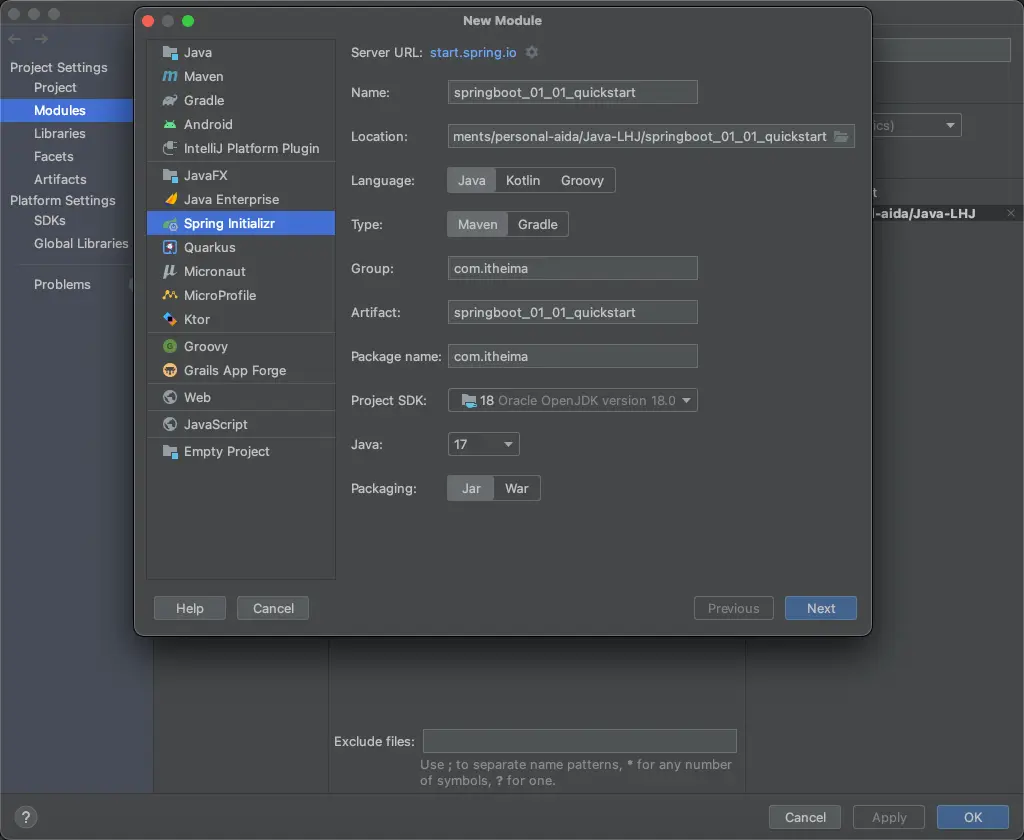 New Module
Project Settings
Project
Modules
Libraries
Facets
Artifacts
Platform Settings
SDKs
Global Libraries
Problems
Java
Maven
Gradle
Android
IntelliJ Platform Plugin
JavaFX
Java Enterprise
Spring Initializr
Quarkus
Micronaut
MicroProfile
Ktor
Groovy
Grails App Forge
Web
JavaScript
Empty Project
Server URL: start.spring.io
Name: springboot_01_01_quickstart
Location: ments/personal-aida/Java-LHJ/springboot_01_01_quickstart
Language: Java Kotlin Groovy
Type: Maven Gradle
Group: com.itheima
Artifact: springboot_01_01_quickstart
Package name: com.itheima
Project SDK: 18 Oracle OpenJDK version 18.0
Java: 17
Packaging: Jar War
Help Cancel Previous Next
ics)
t
l-aida/Java-LHJ
Exclude files:
Use ; to separate name patterns, * for any number
of symbols, ? for one.
? Cancel Apply OK